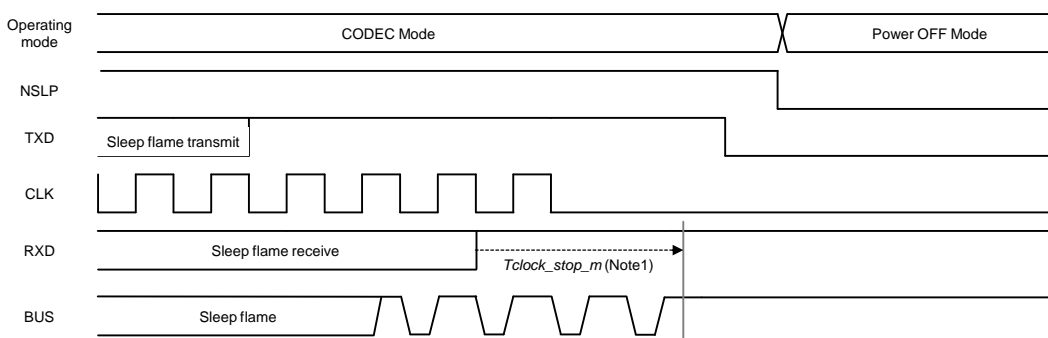 Operating
mode
CODEC Mode
Power OFF Mode
NSLP
TXD
Sleep flame transmit
CLK
RXD
Sleep flame receive
Tclock_stop_m (Note1)
BUS
Sleep flame